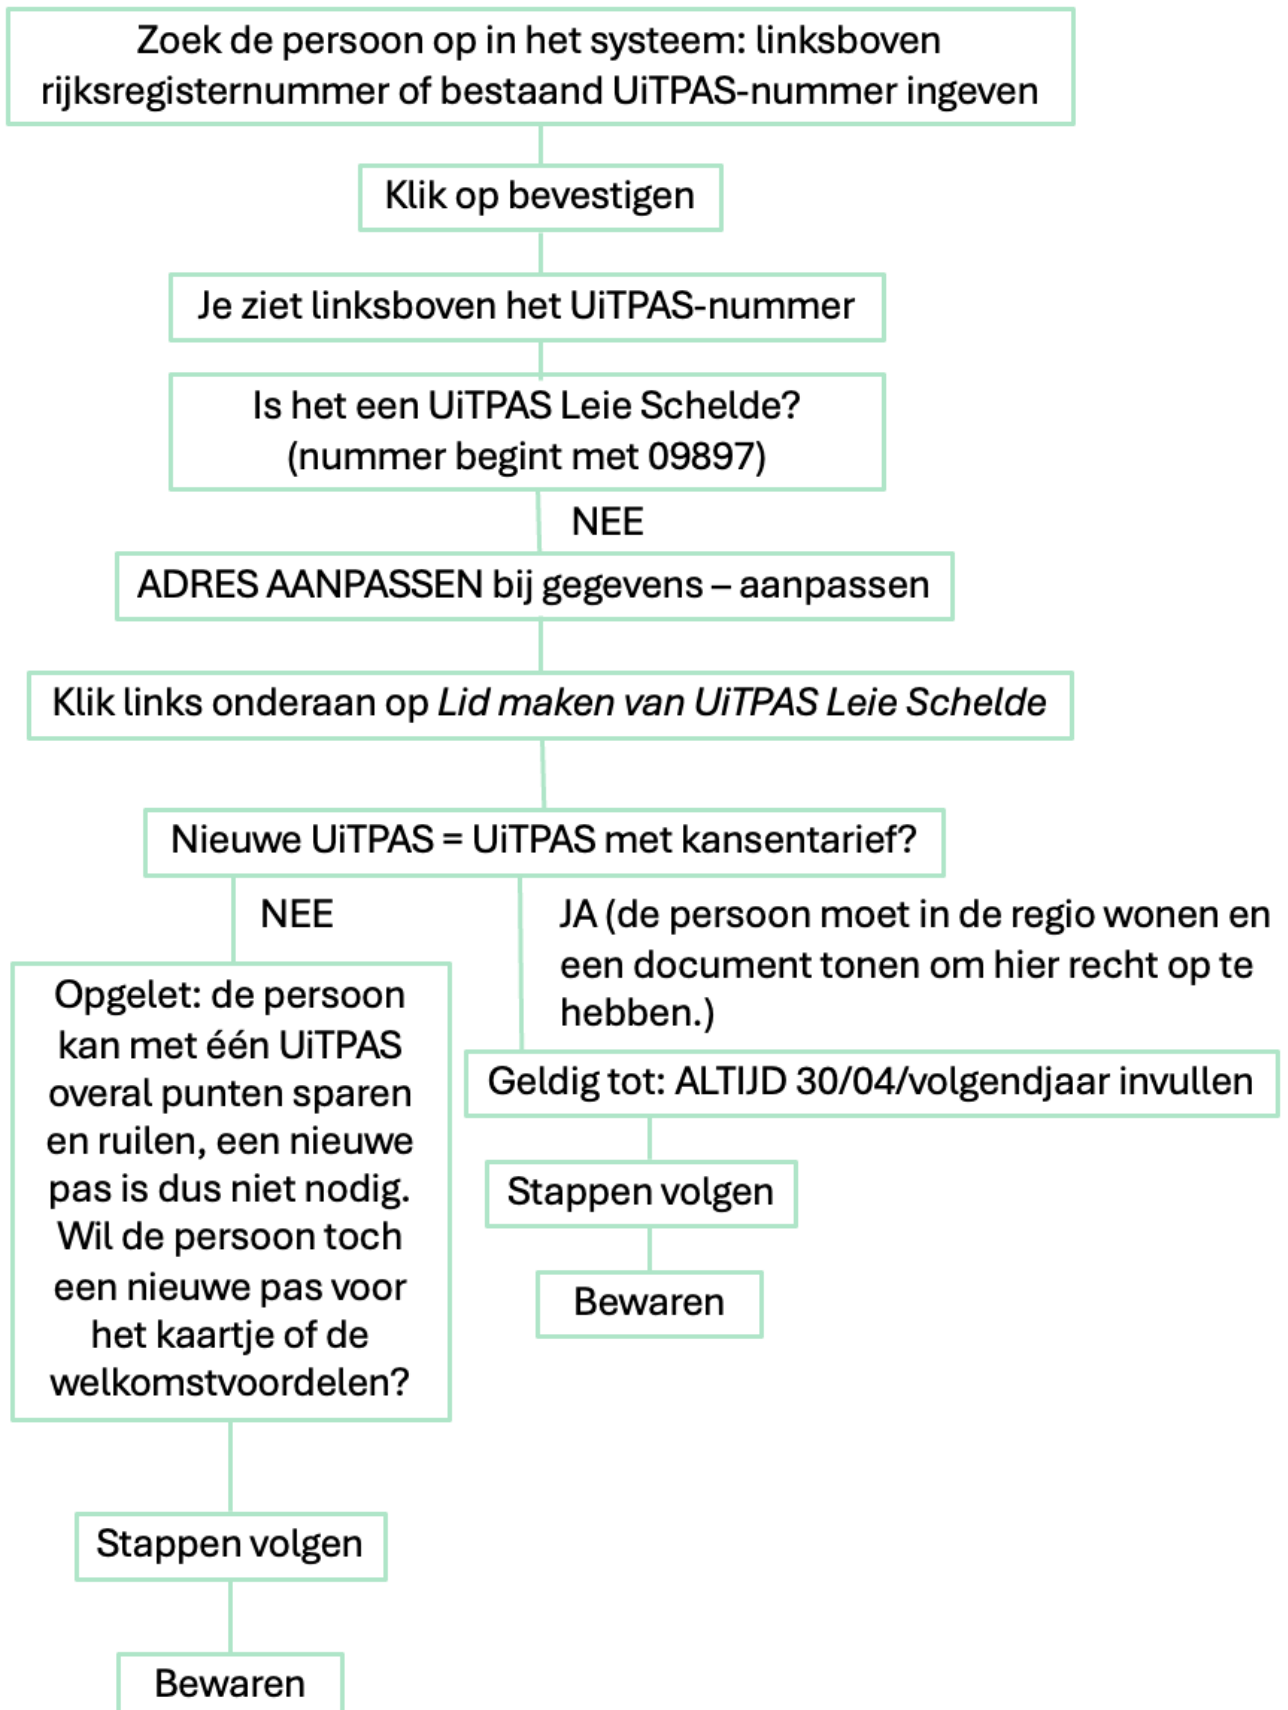 Zoek de persoon op in het systeem: linksboven
rijksregisternummer of bestaand UiTPAS-nummer ingeven
Klik op bevestigen
Je ziet linksboven het UiTPAS-nummer
Is het een UiTPAS Leie Schelde?
(nummer begint met 09897)
NEE
ADRES AANPASSEN bij gegevens – aanpassen
Klik links onderaan op Lid maken van UiTPAS Leie Schelde
Nieuwe UiTPAS = UiTPAS met kansentarief?
NEE
Opgelet: de persoon
kan met één UiTPAS
overal punten sparen
en ruilen, een nieuwe
pas is dus niet nodig.
Wil de persoon toch
een nieuwe pas voor
het kaartje of de
welkomstvoordelen?
Stappen volgen
Bewaren
JA (de persoon moet in de regio wonen en
een document tonen om hier recht op te
hebben.)
Geldig tot: ALTIJD 30/04/volgendjaar invullen
Stappen volgen
Bewaren